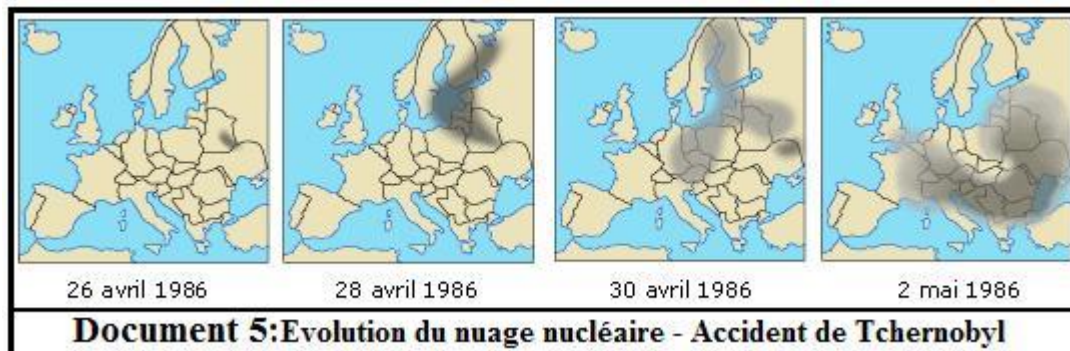 26 avril 1986
28 avril 1986
30 avril 1986
2 mai 1986
Document 5:Evolution du nuage nucléaire - Accident de Tchernobyl